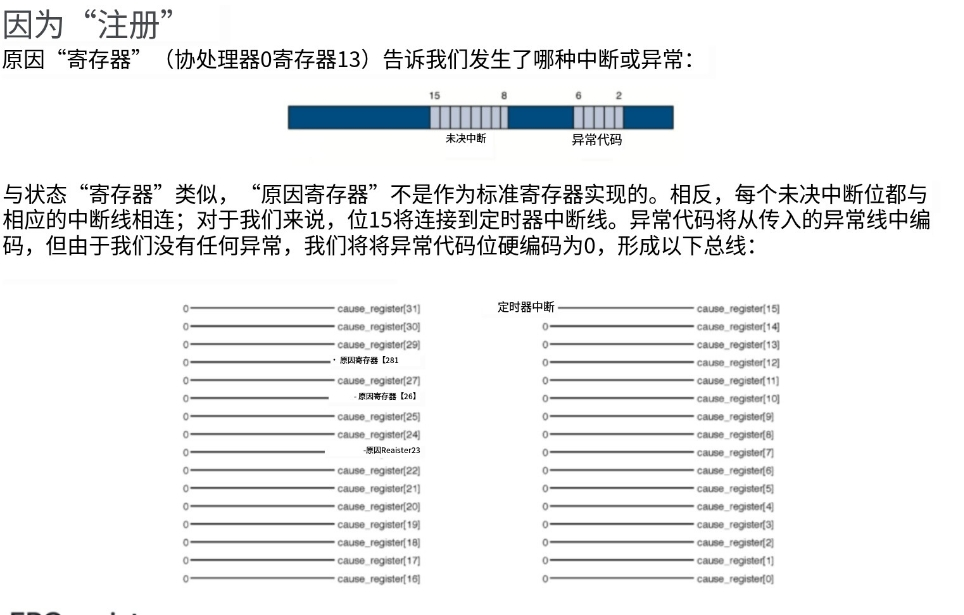 因为“注册”
原因“寄存器”（协处理器0寄存器13）告诉我们发生了哪种中断或异常：
15 8 6 2
未决中断 异常代码
与状态“寄存器”类似，“原因寄存器”不是作为标准寄存器实现的。相反，每个未决中断位都与
相应的中断线相连；对于我们来说，位15将连接到定时器中断线。异常代码将从传入的异常线中编
码，但由于我们没有任何异常，我们将将异常代码位硬编码为0，形成以下总线：
0 cause_register[31]
0 cause_register[30]
0 cause_register[29]
0 · 原因寄存器【281
0 cause_register[27]
0 -原因寄存器【26】
0 cause_register[25]
0 cause_register[24]
0 -原因Reaister23
0 cause_register[22]
0 cause_register[21]
0 cause_register[20]
0 cause_register[19]
0 cause_register[18]
0 cause_register[17]
0 cause_register[16]
定时器中断 cause_register[15]
0 cause_register[14]
0 cause_register[13]
0 cause_register[12]
0 cause_register[11]
0 cause_register[10]
0 cause_register[9]
0 cause_register[8]
0 cause_register[7]
0 cause_register[6]
0 cause_register[5]
0 cause_register[4]
0 cause_register[3]
0 cause_register[2]
0 cause_register[1]
0 cause_register[0]